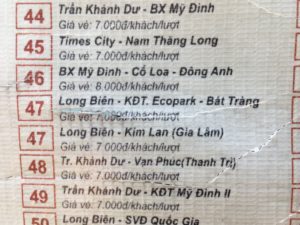 44 Trần Khánh Dư - BX Mỹ Đình
Giá vé: 7.000đ/khách/lượt
45 Times City - Nam Thăng Long
Giá vé: 7.000đ/khách/lượt
46 BX Mỹ Đình - Cổ Loa - Đông Anh
Giá vé: 8.000đ/khách/lượt
47 Long Biên - KĐT. Ecopark - Bát Tràng
Giá vé: 7.000đ/khách/lượt
47 Long Biên - Kim Lan (Gia Lâm)
Giá vé: 7.000đ/khách/lượt
48 Tr. Khánh Dư - Vạn Phúc(Thanh Trì)
Giá vé: 7.000đ/khách/lượt
49 Trần Khánh Dư - KĐT Mỹ Đình II
Giá vé: 7.000đ/khách/lượt
50 Long Biên - SVĐ Quốc Gia